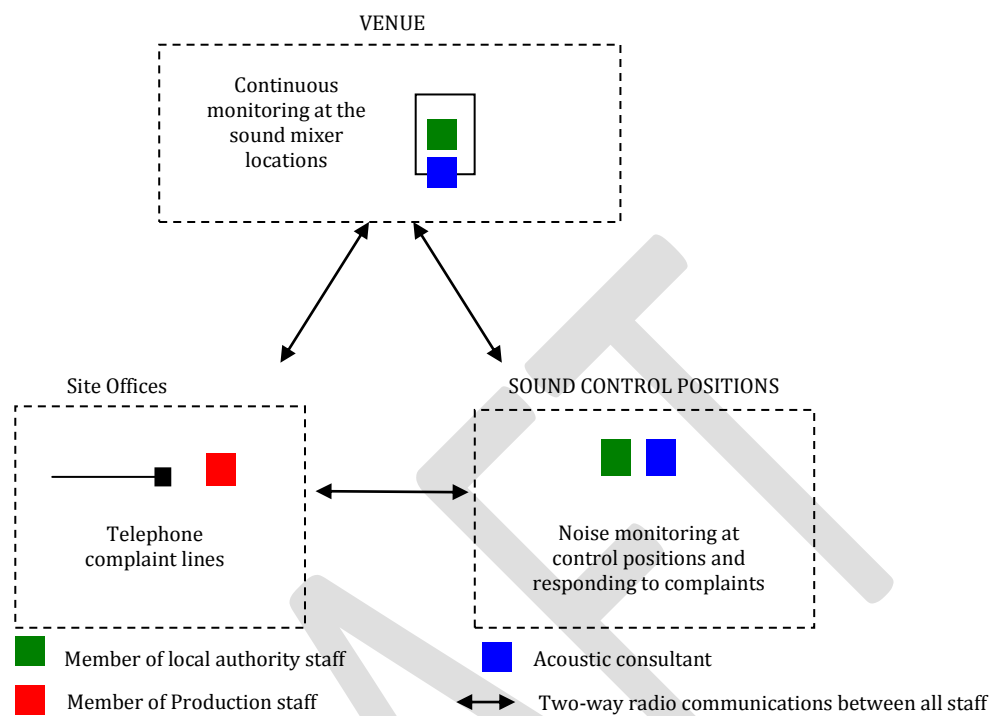 VENUE
Continuous
monitoring at the
sound mixer
locations
Site Offices
SOUND CONTROL POSITIONS
Telephone
complaint lines
Noise monitoring at
control positions and
responding to complaints
Member of local authority staff
Acoustic consultant
Member of Production staff
Two-way radio communications between all staff